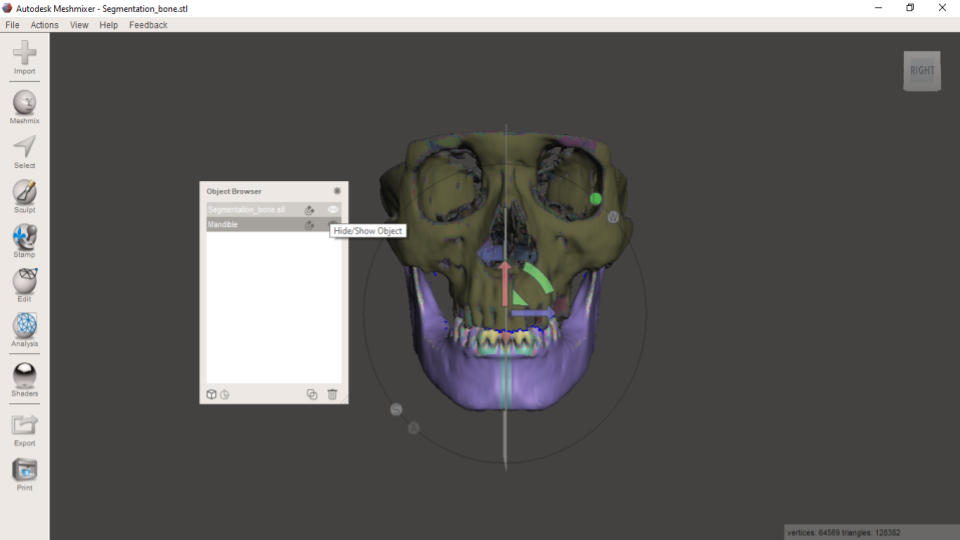 Autodesk Meshmixer - Segmentation_bone.stl
File Actions View Help Feedback
Import
Meshmix
Select
Sculpt
Stamp
Edit
Analysis
Shaders
Export
Print
Object Browser
Segmentation_bone.stl
Mandible
Hide/Show Object
RIGHT
W
S
A
vertices: 64569 triangles: 128382